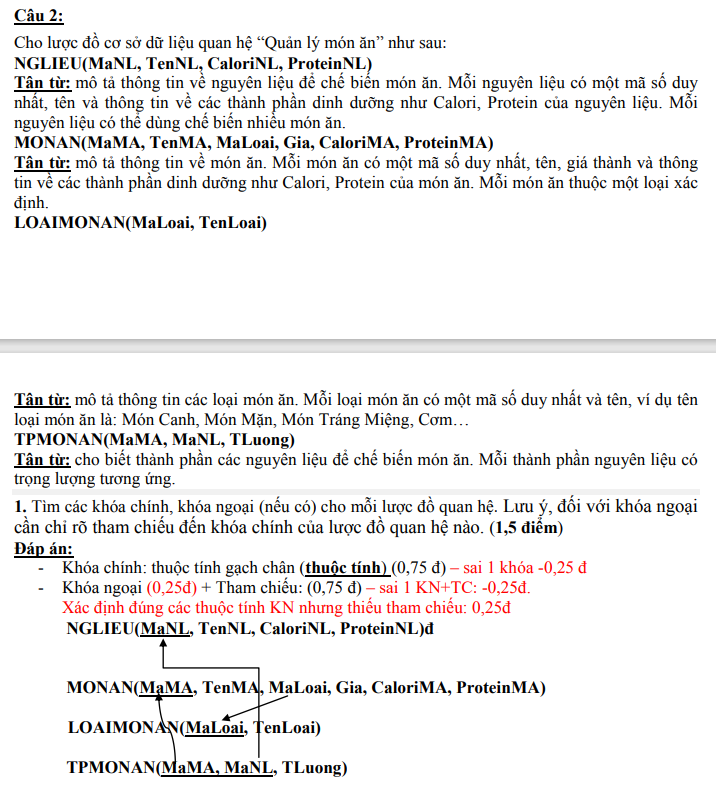 Câu 2:
Cho lược đồ cơ sở dữ liệu quan hệ “Quản lý món ăn” như sau:
NGLIEU(MaNL, TenNL, CaloriNL, ProteinNL)
Tân từ: mô tả thông tin về nguyên liệu để chế biến món ăn. Mỗi nguyên liệu có một mã số duy
nhất, tên và thông tin về các thành phần dinh dưỡng như Calori, Protein của nguyên liệu. Mỗi
nguyên liệu có thể dùng chế biến nhiều món ăn.
MONAN(MaMA, TenMA, MaLoai, Gia, CaloriMA, ProteinMA)
Tân từ: mô tả thông tin về món ăn. Mỗi món ăn có một mã số duy nhất, tên, giá thành và thông
tin về các thành phần dinh dưỡng như Calori, Protein của món ăn. Mỗi món ăn thuộc một loại xác
định.
LOAIMONAN(MaLoai, TenLoai)
Tân từ: mô tả thông tin các loại món ăn. Mỗi loại món ăn có một mã số duy nhất và tên, ví dụ tên
loại món ăn là: Món Canh, Món Mặn, Món Tráng Miệng, Cơm…
TPMONAN(MaMA, MaNL, TLuong)
Tân từ: cho biết thành phần các nguyên liệu để chế biến món ăn. Mỗi thành phần nguyên liệu có
trọng lượng tương ứng.
1. Tìm các khóa chính, khóa ngoại (nếu có) cho mỗi lược đồ quan hệ. Lưu ý, đối với khóa ngoại
cần chỉ rõ tham chiếu đến khóa chính của lược đồ quan hệ nào. (1,5 điểm)
Đáp án:
- Khóa chính: thuộc tính gạch chân (thuộc tính) (0,75 đ) – sai 1 khóa -0,25 đ
- Khóa ngoại (0,25đ) + Tham chiếu: (0,75 đ) – sai 1 KN+TC: -0,25đ.
Xác định đúng các thuộc tính KN nhưng thiếu tham chiếu: 0,25đ
NGLIEU(MaNL, TenNL, CaloriNL, ProteinNL)đ
MONAN(MaMA, TenMA, MaLoai, Gia, CaloriMA, ProteinMA)
LOAIMONAN(MaLoai, TenLoai)
TPMONAN(MaMA, MaNL, TLuong)